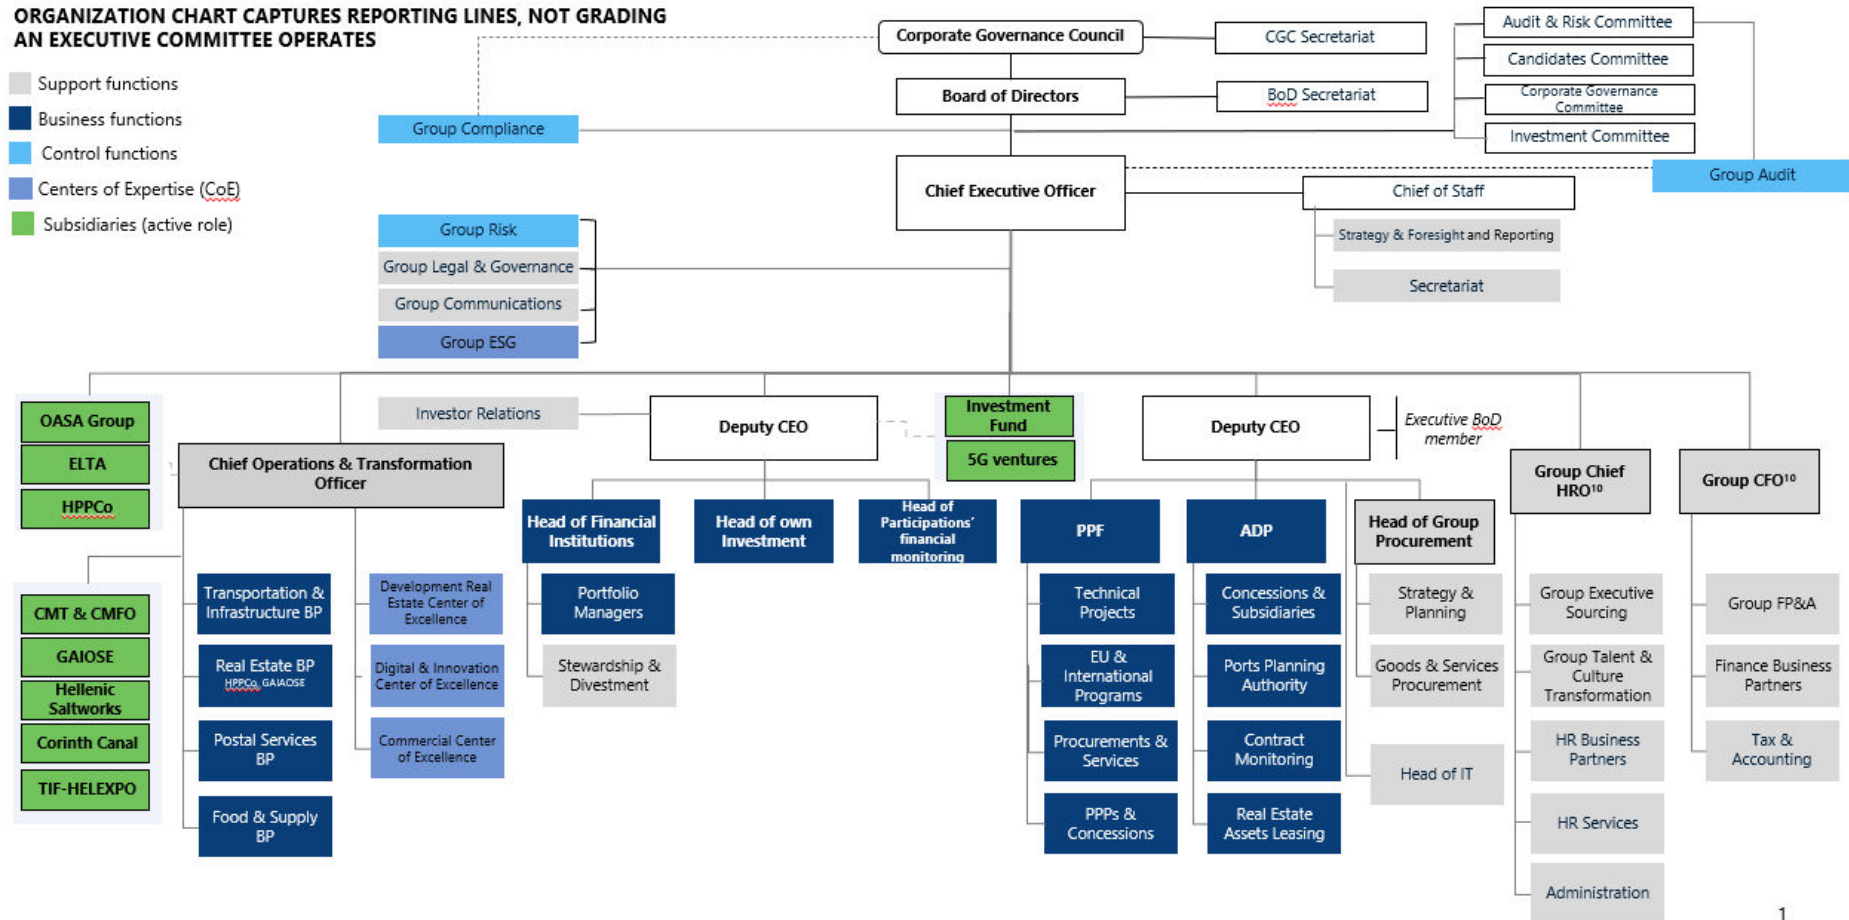 ORGANIZATION CHART CAPTURES REPORTING LINES, NOT GRADING
AN EXECUTIVE COMMITTEE OPERATES
Support functions
Business functions
Control functions
Centers of Expertise (CoE)
Subsidiaries (active role)
Corporate Governance Council
CGC Secretariat
Board of Directors
BoD Secretariat
Audit & Risk Committee
Candidates Committee
Corporate Governance
Committee
Investment Committee
Group Compliance
Group Audit
Chief Executive Officer
Chief of Staff
Strategy & Foresight and Reporting
Secretariat
Group Risk
Group Legal & Governance
Group Communications
Group ESG
OASA Group
ELTA
HPPCo
Chief Operations & Transformation
Officer
Investor Relations
Deputy CEO
Investment
Fund
5G ventures
Deputy CEO
Executive BoD
member
Group Chief
HRO¹⁰
Group CFO¹⁰
Head of Financial
Institutions
Head of own
Investment
Head of
Participations’
financial
monitoring
PPF
ADP
Head of Group
Procurement
CMT & CMFO
GAIOSE
Hellenic
Saltworks
Corinth Canal
TIF-HELEXPO
Transportation &
Infrastructure BP
Real Estate BP
HPPCo, GAIAOSE
Postal Services
BP
Food & Supply
BP
Development Real
Estate Center of
Excellence
Digital & Innovation
Center of Excellence
Commercial Center
of Excellence
Portfolio
Managers
Stewardship &
Divestment
Technical
Projects
EU &
International
Programs
Procurements &
Services
PPPs &
Concessions
Concessions &
Subsidiaries
Ports Planning
Authority
Contract
Monitoring
Real Estate
Assets Leasing
Strategy &
Planning
Goods & Services
Procurement
Head of IT
Group Executive
Sourcing
Group Talent &
Culture
Transformation
HR Business
Partners
HR Services
Administration
Group FP&A
Finance Business
Partners
Tax &
Accounting
1